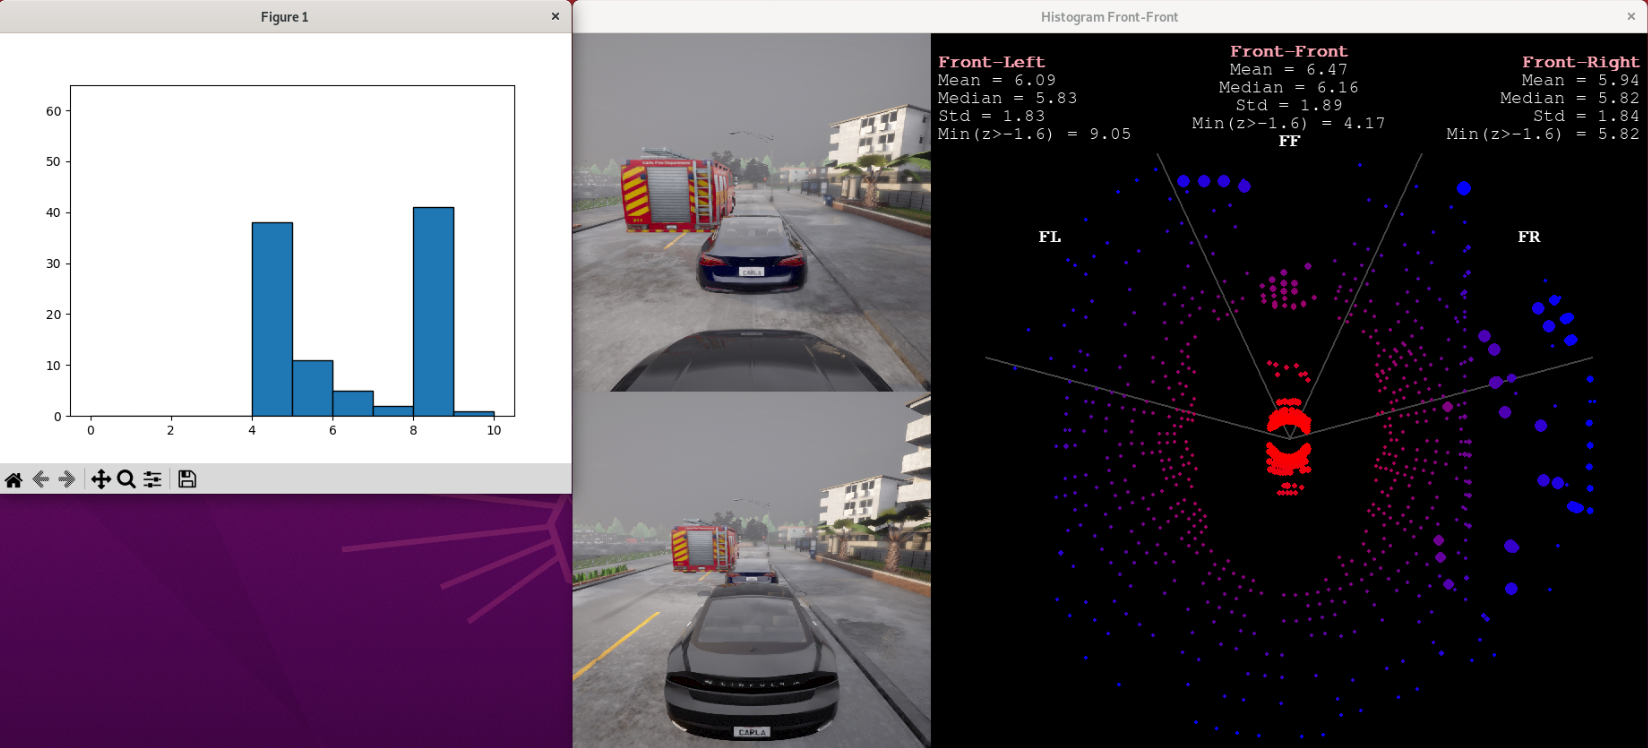 Figure 1
×
60
50
40
30
20
10
0
0 2 4 6 8 10
Histogram Front-Front
×
CARLA
CARLA
Front-Left
Mean = 6.09
Median = 5.83
Std = 1.83
Min(z>-1.6) = 9.05
Front-Front
Mean = 6.47
Median = 6.16
Std = 1.89
Min(z>-1.6) = 4.17
FF
Front-Right
Mean = 5.94
Median = 5.82
Std = 1.84
Min(z>-1.6) = 5.82
FL
FR